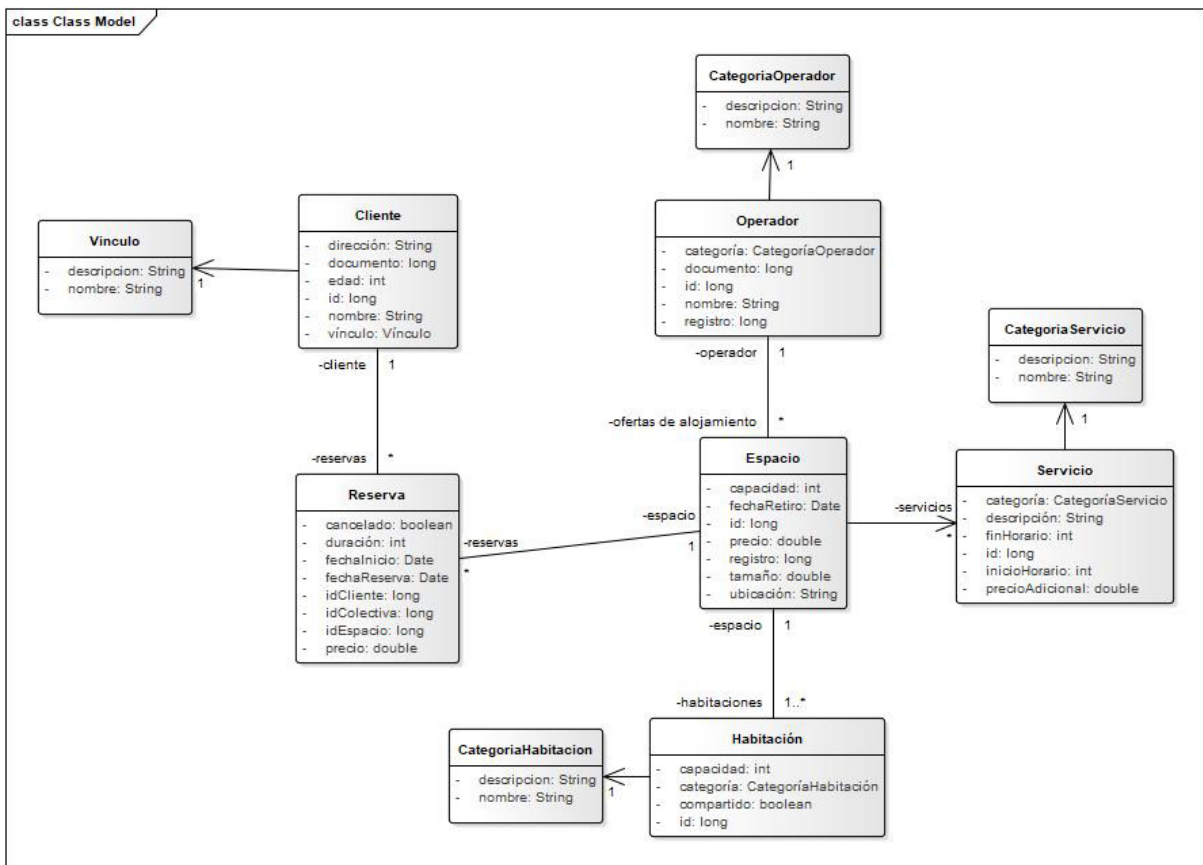 class Class Model
CategoriaOperador
- descripcion: String
- nombre: String
1
Vinculo
- descripcion: String
- nombre: String
1
Cliente
- dirección: String
- documento: long
- edad: int
- id: long
- nombre: String
- vínculo: Vínculo
-cliente 1
Operador
- categoría: CategoríaOperador
- documento: long
- id: long
- nombre: String
- registro: long
-operador 1
CategoriaServicio
- descripcion: String
- nombre: String
1
-ofertas de alojamiento *
-reservas *
Reserva
- cancelado: boolean
- duración: int
- fechaInicio: Date
- fechaReserva: Date
- idCliente: long
- idColectiva: long
- idEspacio: long
- precio: double
-reservas
*
-espacio
1
Espacio
- capacidad: int
- fechaRetiro: Date
- id: long
- precio: double
- registro: long
- tamaño: double
- ubicación: String
-servicios
*
Servicio
- categoría: CategoríaServicio
- descripción: String
- finHorario: int
- id: long
- inicioHorario: int
- precioAdicional: double
-espacio 1
-habitaciones 1..*
CategoriaHabitacion
- descripcion: String
- nombre: String
1
Habitación
- capacidad: int
- categoría: CategoríaHabitación
- compartido: boolean
- id: long